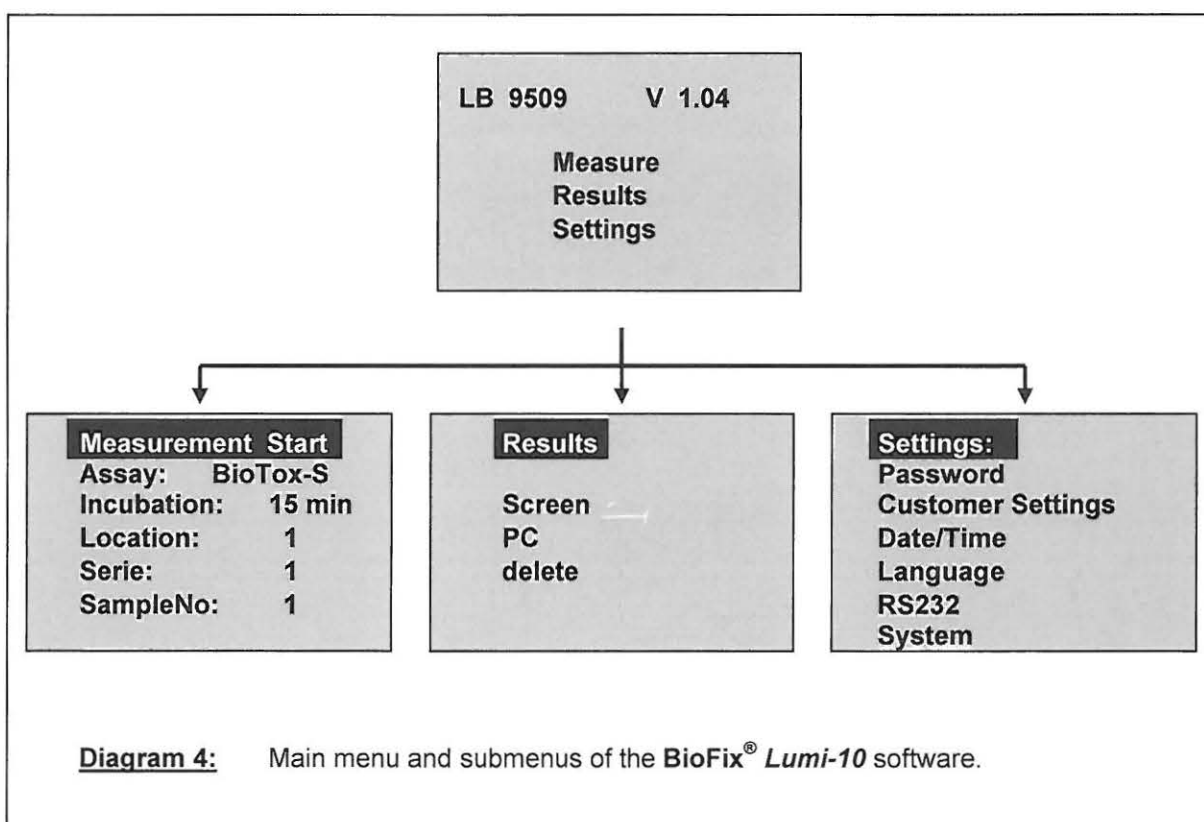 LB 9509 V 1.04
Measure
Results
Settings
Measurement Start
Assay: BioTox-S
Incubation: 15 min
Location: 1
Serie: 1
SampleNo: 1
Results
Screen
PC
delete
Settings:
Password
Customer Settings
Date/Time
Language
RS232
System
Diagram 4: Main menu and submenus of the BioFix® Lumi-10 software.